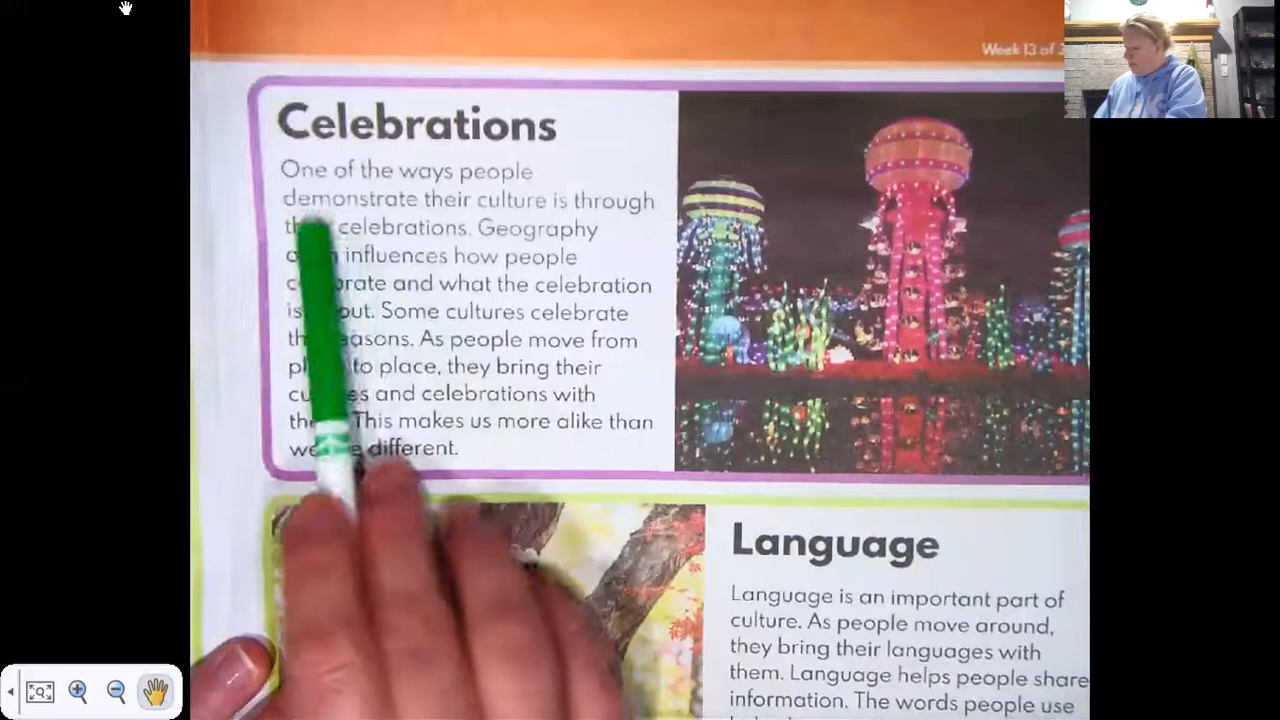 Week 13 of 3
Celebrations
One of the ways people
demonstrate their culture is through
celebrations. Geography
influences how people
and what the celebration
Some cultures celebrate
As people move from
to place, they bring their
and celebrations with
This makes us more alike than
different.
Language
Language is an important part of
culture. As people move around,
they bring their languages with
them. Language helps people share
information. The words people use